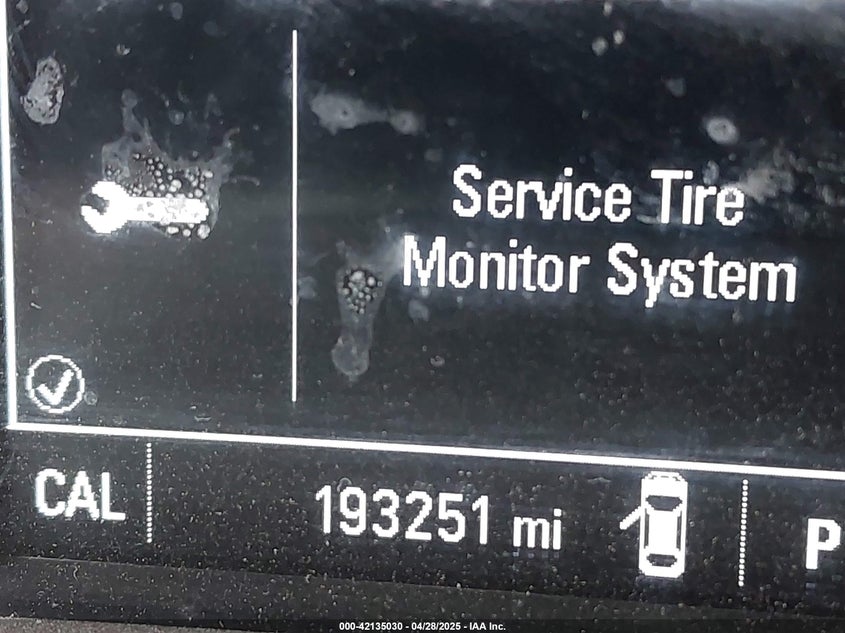 Service Tire
Monitor System
CAL
193251 mi
P
000-42135030 - 04/28/2025 - IAA Inc.